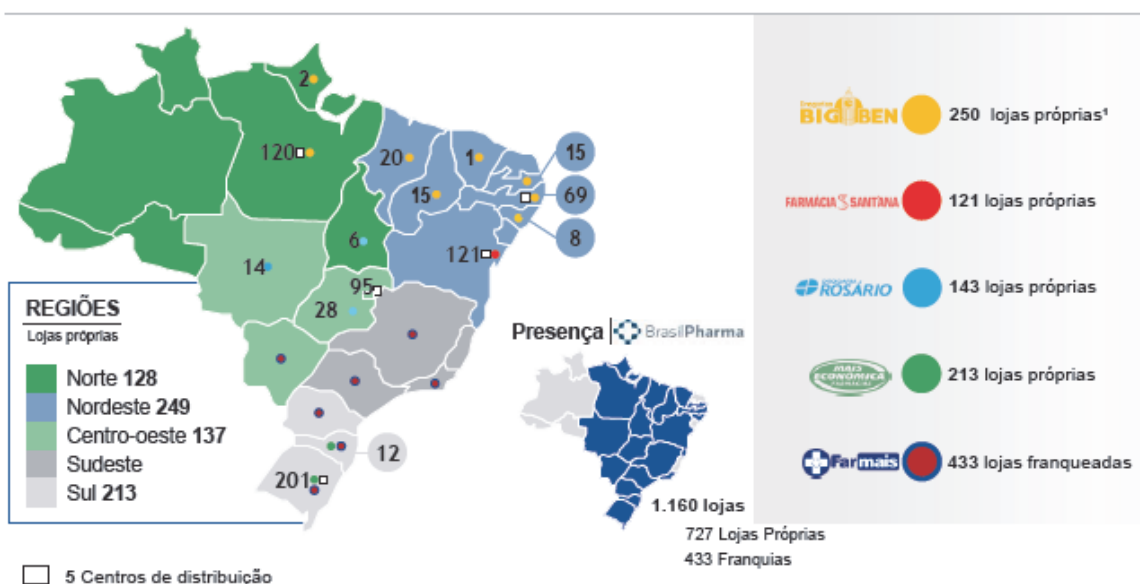 2
120
20
1
15
15
69
8
6
121
14
95
28
12
201
REGIÕES
Lojas próprias
Norte 128
Nordeste 249
Centro-oeste 137
Sudeste
Sul 213
5 Centros de distribuição
Presença | BrasilPharma
1.160 lojas
727 Lojas Próprias
433 Franquias
BIG BEN
250 lojas próprias¹
FARMÁCIA SANTANA
121 lojas próprias
ROSÁRIO
143 lojas próprias
MAIS
ECONÔMICA
FARMÁCIAS
213 lojas próprias
Farmais
433 lojas franqueadas